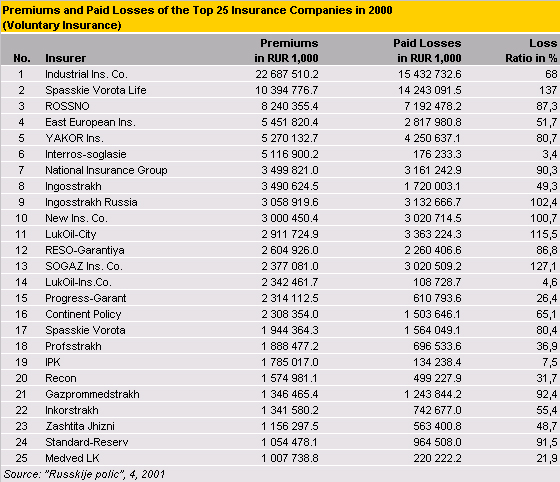 Premiums and Paid Losses of the Top 25 Insurance Companies in 2000
(Voluntary Insurance)
Premiums Paid Losses Loss
No. Insurer in RUR 1,000 in RUR 1,000 Ratio in %
1 Industrial Ins. Co. 22 687 510.2 15 432 732.6 68
2 Spasskie Vorota Life 10 394 776.7 14 243 091.5 137
3 ROSSNO 8 240 355.4 7 192 478.2 87,3
4 East European Ins. 5 451 820.4 2 817 980.8 51,7
5 YAKOR Ins. 5 270 132.7 4 250 637.1 80,7
6 Interros-soglasie 5 116 900.2 176 233.3 3,4
7 National Insurance Group 3 499 821.0 3 161 242.9 90,3
8 Ingosstrakh 3 490 624.5 1 720 003.1 49,3
9 Ingosstrakh Russia 3 058 919.6 3 132 666.7 102,4
10 New Ins. Co. 3 000 450.4 3 020 714.5 100,7
11 LukOil-City 2 911 724.9 3 363 224.3 115,5
12 RESO-Garantiya 2 604 926.0 2 260 406.6 86,8
13 SOGAZ Ins. Co. 2 377 081.0 3 020 509.2 127,1
14 LukOil-Ins.Co. 2 342 461.7 108 728.7 4,6
15 Progress-Garant 2 314 112.5 610 793.6 26,4
16 Continent Policy 2 308 354.0 1 503 646.1 65,1
17 Spasskie Vorota 1 944 364.3 1 564 049.1 80,4
18 Profsstrakh 1 888 477.2 696 533.6 36,9
19 IPK 1 785 017.0 134 238.4 7,5
20 Recon 1 574 981.1 499 227.9 31,7
21 Gazprommedstrakh 1 346 465.4 1 243 844.2 92,4
22 Inkorstrakh 1 341 580.2 742 677.0 55,4
23 Zashtita Jhizni 1 156 297.5 563 400.8 48,7
24 Standard-Reserv 1 054 478.1 964 508.0 91,5
25 Medved LK 1 007 738.8 220 222.2 21,9
Source: "Russkije polic", 4, 2001